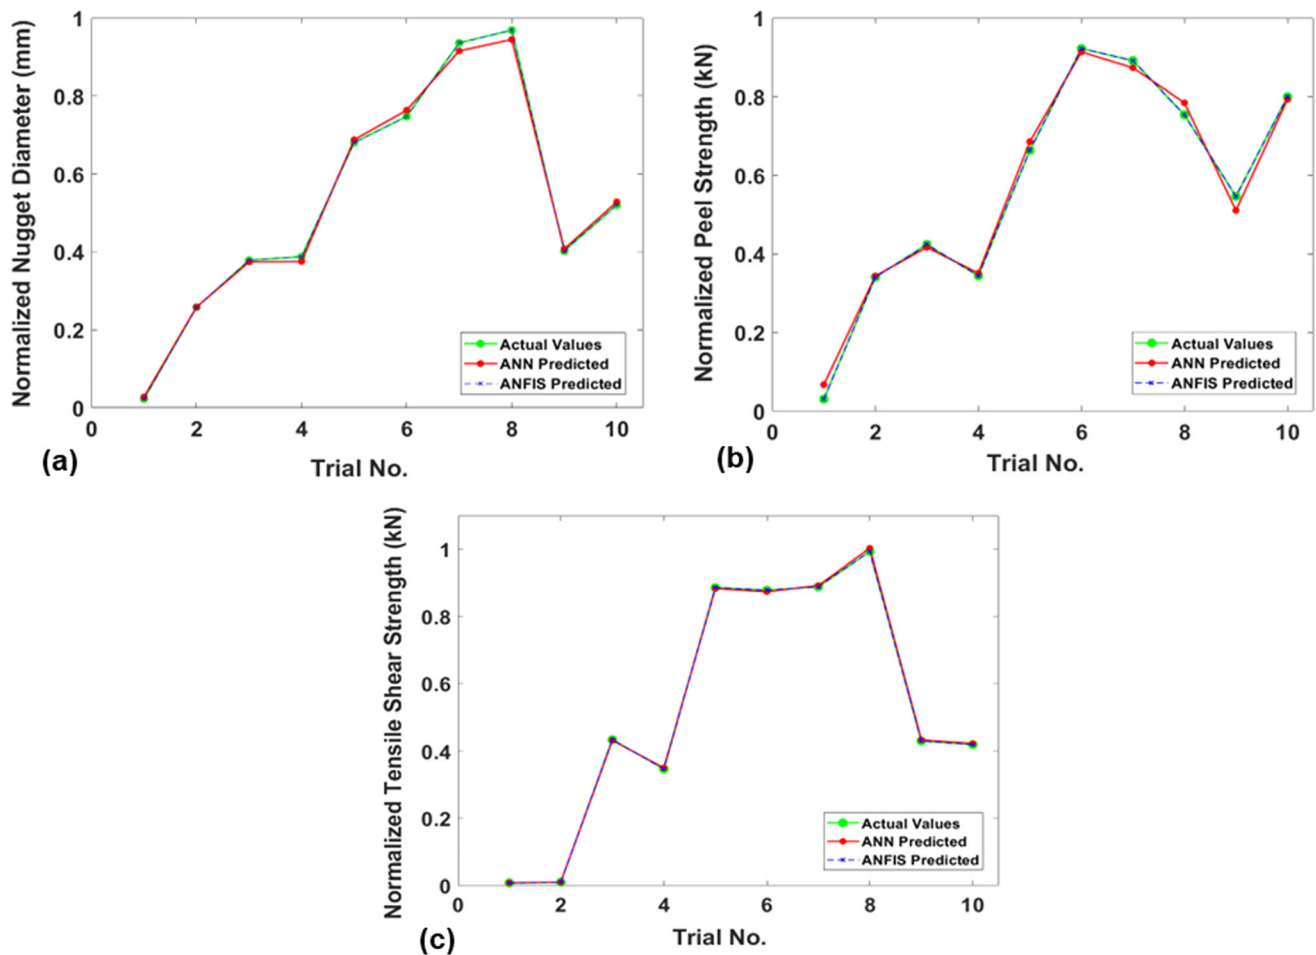 Normalized Nugget Diameter (mm)
1
0.8
0.6
0.4
0.2
0
0 2 4 6 8 10
Trial No.
Actual Values
ANN Predicted
ANFIS Predicted
(a)
Normalized Peel Strength (kN)
1
0.8
0.6
0.4
0.2
0
0 2 4 6 8 10
Trial No.
Actual Values
ANN Predicted
ANFIS Predicted
(b)
Normalized Tensile Shear Strength (kN)
1
0.8
0.6
0.4
0.2
0
0 2 4 6 8 10
Trial No.
Actual Values
ANN Predicted
ANFIS Predicted
(c)